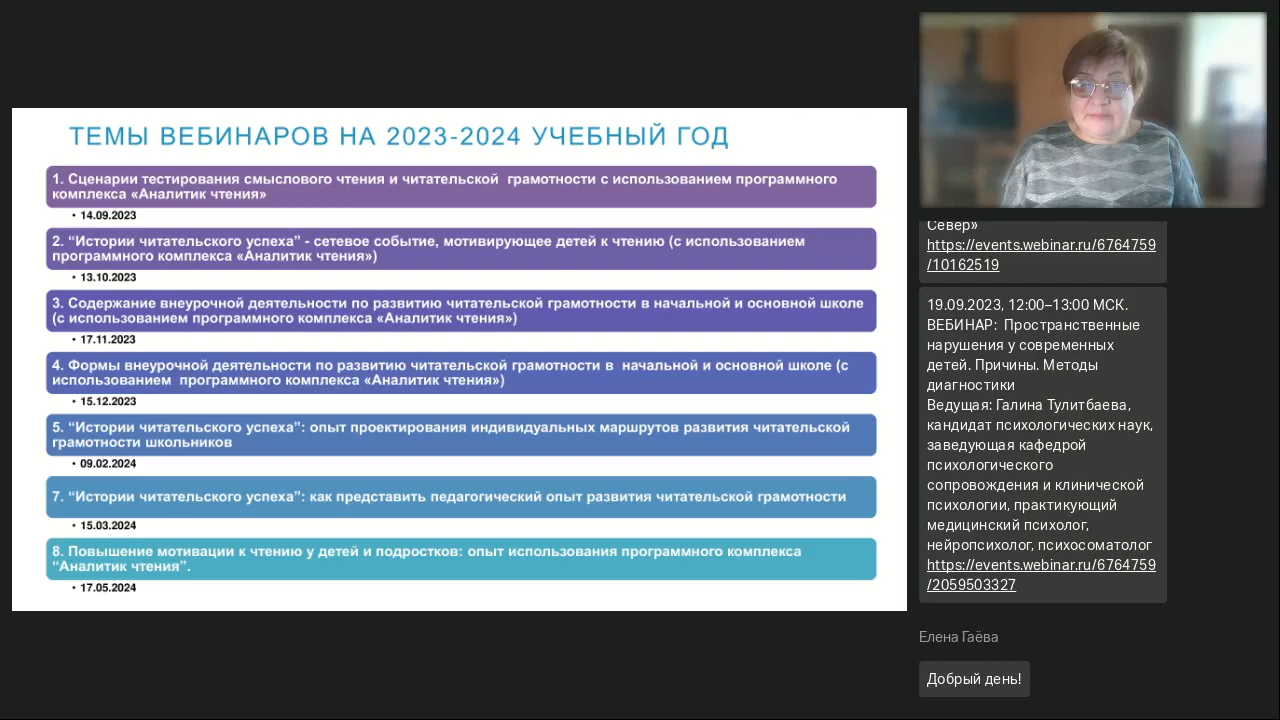 ТЕМЫ ВЕБИНАРОВ НА 2023-2024 УЧЕБНЫЙ ГОД
1. Сценарии тестирования смыслового чтения и читательской  грамотности с использованием программного
комплекса «Аналитик чтения»
• 14.09.2023
2. “Истории читательского успеха” - сетевое событие, мотивирующее детей к чтению (с использованием
программного комплекса «Аналитик чтения»)
• 13.10.2023
3. Содержание внеурочной деятельности по развитию читательской грамотности в начальной и основной школе
(с использованием программного комплекса «Аналитик чтения»)
• 17.11.2023
4. Формы внеурочной деятельности по развитию читательской грамотности в  начальной и основной школе (с
использованием  программного комплекса «Аналитик чтения»)
• 15.12.2023
5. “Истории читательского успеха”: опыт проектирования индивидуальных маршрутов развития читательской
грамотности школьников
• 09.02.2024
7. “Истории читательского успеха”: как представить педагогический опыт развития читательской грамотности
• 15.03.2024
8. Повышение мотивации к чтению у детей и подростков: опыт использования программного комплекса
“Аналитик чтения”.
• 17.05.2024
Север»
https://events.webinar.ru/6764759
/10162519
19.09.2023, 12:00–13:00 МСК.
ВЕБИНАР:  Пространственные
нарушения у современных
детей. Причины. Методы
диагностики
Ведущая: Галина Тулитбаева,
кандидат психологических наук,
заведующая кафедрой
психологического
сопровождения и клинической
психологии, практикующий
медицинский психолог,
нейропсихолог, психосоматолог
https://events.webinar.ru/6764759
/2059503327
Елена Гаёва
Добрый день!